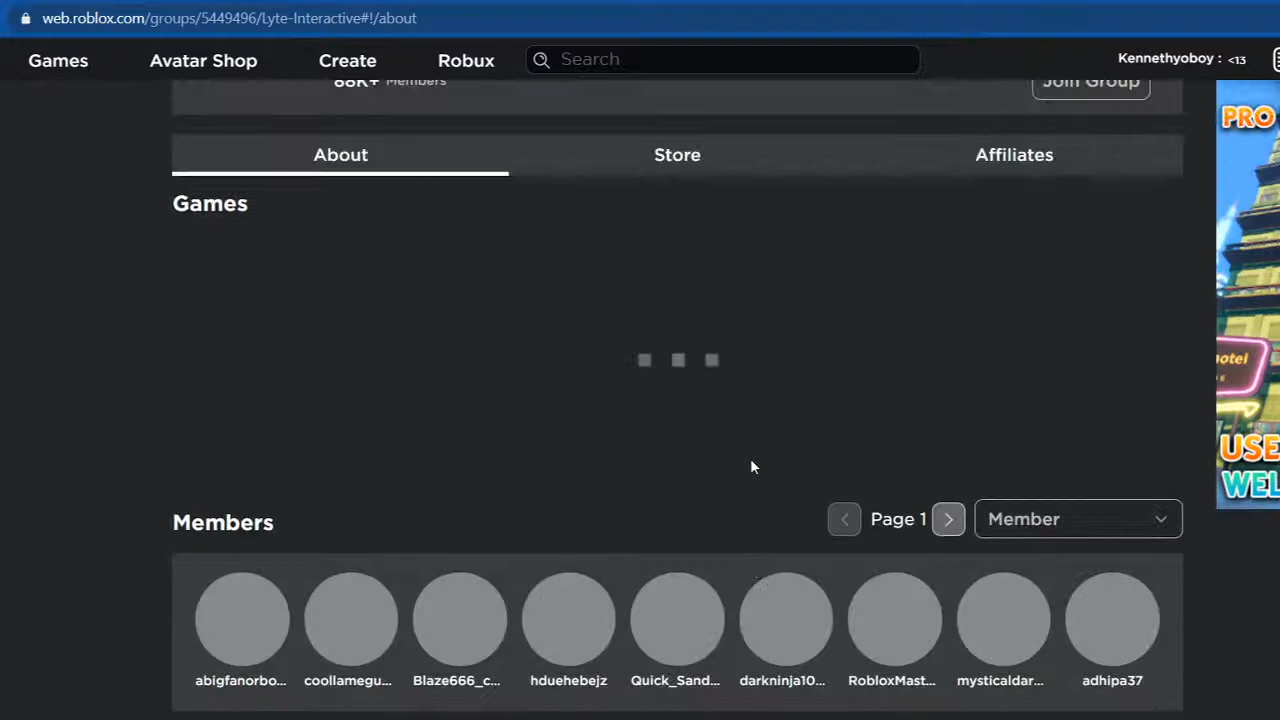 web.roblox.com/groups/5449496/Lyte-Interactive#!/about
Games Avatar Shop Create Robux Search Kennethyoboy : <13
88K+ Members Join Group
About Store Affiliates
Games
PRO
USE
WEL
Members Page 1 Member
abigfanorbo... coollamegu... Blaze666_c... hduehebejz Quick_Sand... darkninja10... RobloxMast... mysticaldar... adhipa37